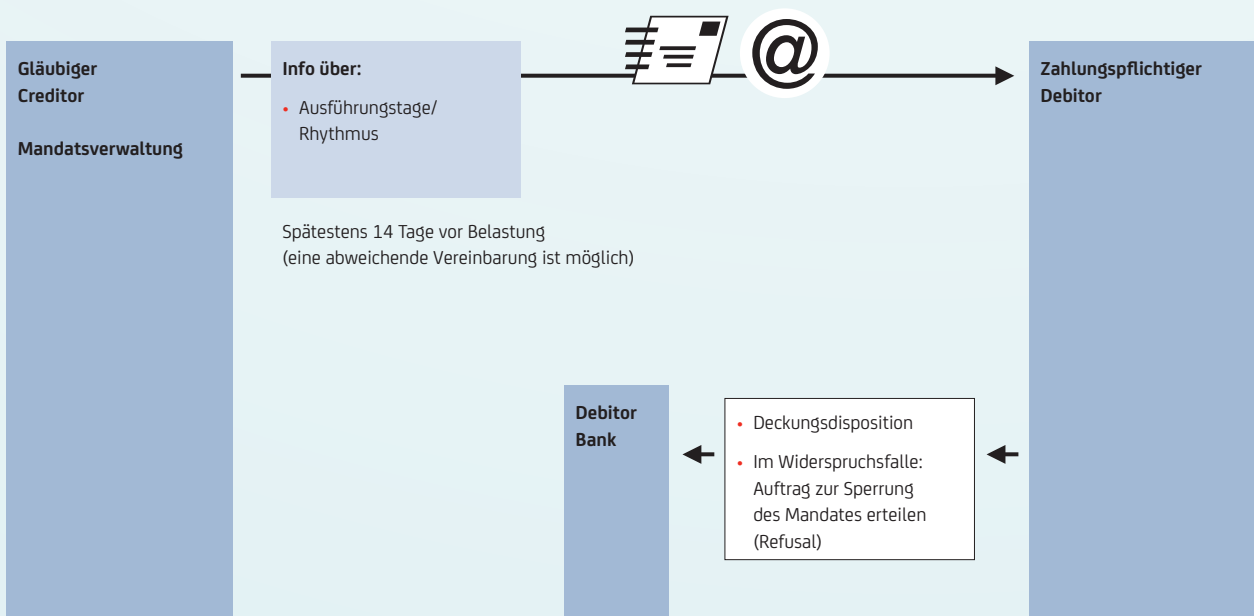 Gläubiger
Creditor
Mandatsverwaltung
Info über:
• Ausführungstage/
Rhythmus
@
Zahlungspflichtiger
Debitor
Spätestens 14 Tage vor Belastung
(eine abweichende Vereinbarung ist möglich)
Debitor
Bank
• Deckungsdisposition
• Im Widerspruchsfalle:
Auftrag zur Sperrung
des Mandates erteilen
(Refusal)